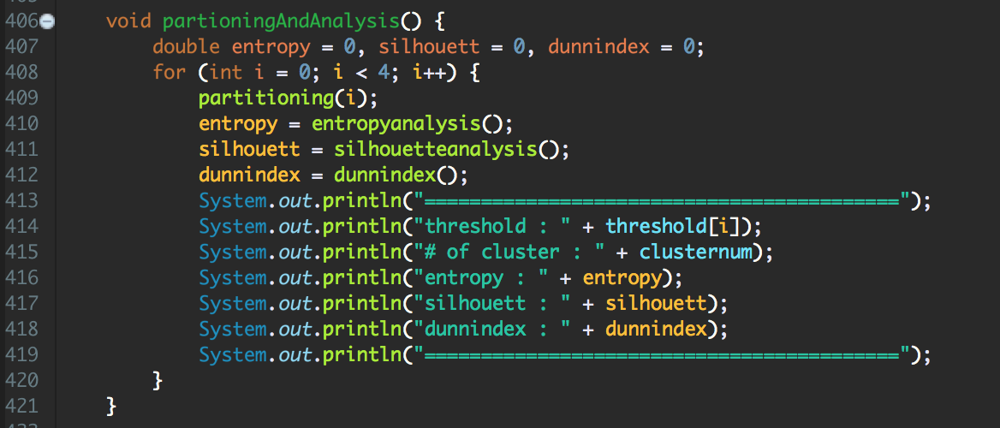 406 void partioningAndAnalysis() {
407 double entropy = 0, silhouett = 0, dunnindex = 0;
408 for (int i = 0; i < 4; i++) {
409 partitioning(i);
410 entropy = entropyanalysis();
411 silhouett = silhouetteanalysis();
412 dunnindex = dunnindex();
413 System.out.println("==========================================");
414 System.out.println("threshold : " + threshold[i]);
415 System.out.println("# of cluster : " + clusternum);
416 System.out.println("entropy : " + entropy);
417 System.out.println("silhouett : " + silhouett);
418 System.out.println("dunnindex : " + dunnindex);
419 System.out.println("==========================================");
420 }
421 }